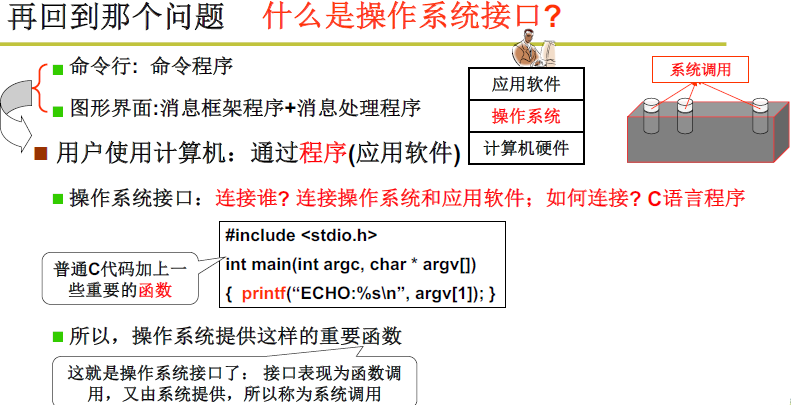 再回到那个问题 什么是操作系统接口?
命令行: 命令程序
图形界面:消息框架程序+消息处理程序
应用软件
操作系统
计算机硬件
系统调用
用户使用计算机：通过程序(应用软件)
操作系统接口：连接谁? 连接操作系统和应用软件；如何连接? C语言程序
普通C代码加上一
些重要的函数
#include <stdio.h>
int main(int argc, char * argv[])
{ printf(“ECHO:%s\n”, argv[1]); }
所以，操作系统提供这样的重要函数
这就是操作系统接口了： 接口表现为函数调
用，又由系统提供，所以称为系统调用